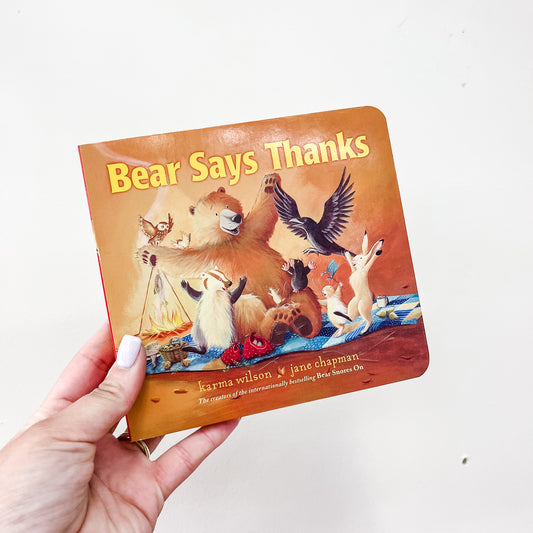 Bear Says Thanks
karma wilson jane chapman
The creators of the internationally bestselling Bear Snores On